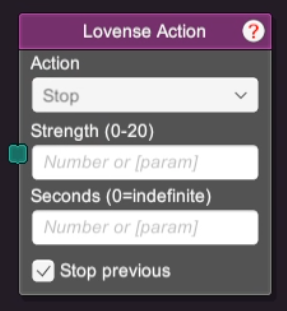 Lovense Action ?
Action
Stop
Strength (0-20)
Number or [param]
Seconds (0=indefinite)
Number or [param]
Stop previous